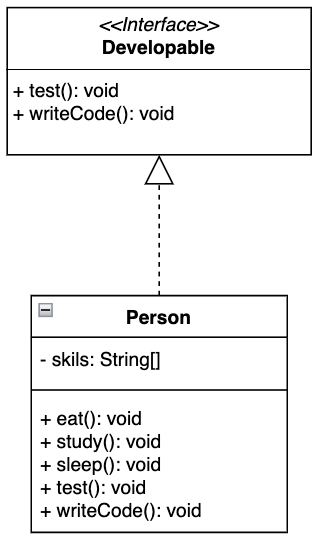 <<Interface>>
Developable
+ test(): void
+ writeCode(): void
Person
- skils: String[]
+ eat(): void
+ study(): void
+ sleep(): void
+ test(): void
+ writeCode(): void